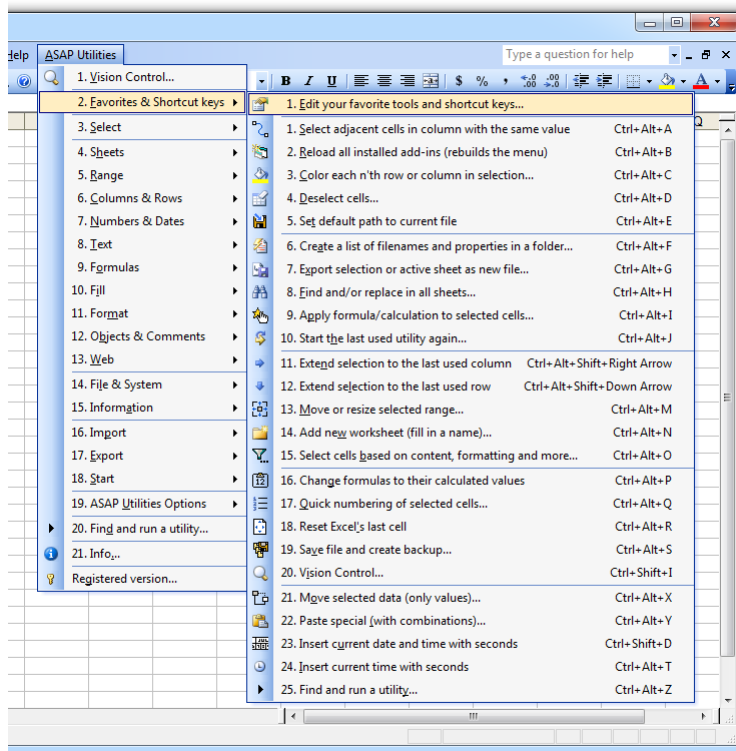 Help ASAP Utilities
Type a question for help
B I U $ % ,
1. Vision Control...
2. Favorites & Shortcut keys
3. Select
4. Sheets
5. Range
6. Columns & Rows
7. Numbers & Dates
8. Text
9. Formulas
10. Fill
11. Format
12. Objects & Comments
13. Web
14. File & System
15. Information
16. Import
17. Export
18. Start
19. ASAP Utilities Options
20. Find and run a utility...
21. Info...
Registered version...
1. Edit your favorite tools and shortcut keys...
1. Select adjacent cells in column with the same value Ctrl+Alt+A
2. Reload all installed add-ins (rebuilds the menu) Ctrl+Alt+B
3. Color each n'th row or column in selection... Ctrl+Alt+C
4. Deselect cells... Ctrl+Alt+D
5. Set default path to current file Ctrl+Alt+E
6. Create a list of filenames and properties in a folder... Ctrl+Alt+F
7. Export selection or active sheet as new file... Ctrl+Alt+G
8. Find and/or replace in all sheets... Ctrl+Alt+H
9. Apply formula/calculation to selected cells... Ctrl+Alt+I
10. Start the last used utility again... Ctrl+Alt+J
11. Extend selection to the last used column Ctrl+Alt+Shift+Right Arrow
12. Extend selection to the last used row Ctrl+Alt+Shift+Down Arrow
13. Move or resize selected range... Ctrl+Alt+M
14. Add new worksheet (fill in a name)... Ctrl+Alt+N
15. Select cells based on content, formatting and more... Ctrl+Alt+O
16. Change formulas to their calculated values Ctrl+Alt+P
17. Quick numbering of selected cells... Ctrl+Alt+Q
18. Reset Excel's last cell Ctrl+Alt+R
19. Save file and create backup... Ctrl+Alt+S
20. Vision Control... Ctrl+Shift+I
21. Move selected data (only values)... Ctrl+Alt+X
22. Paste special (with combinations)... Ctrl+Alt+Y
23. Insert current date and time with seconds Ctrl+Shift+D
24. Insert current time with seconds Ctrl+Alt+T
25. Find and run a utility... Ctrl+Alt+Z